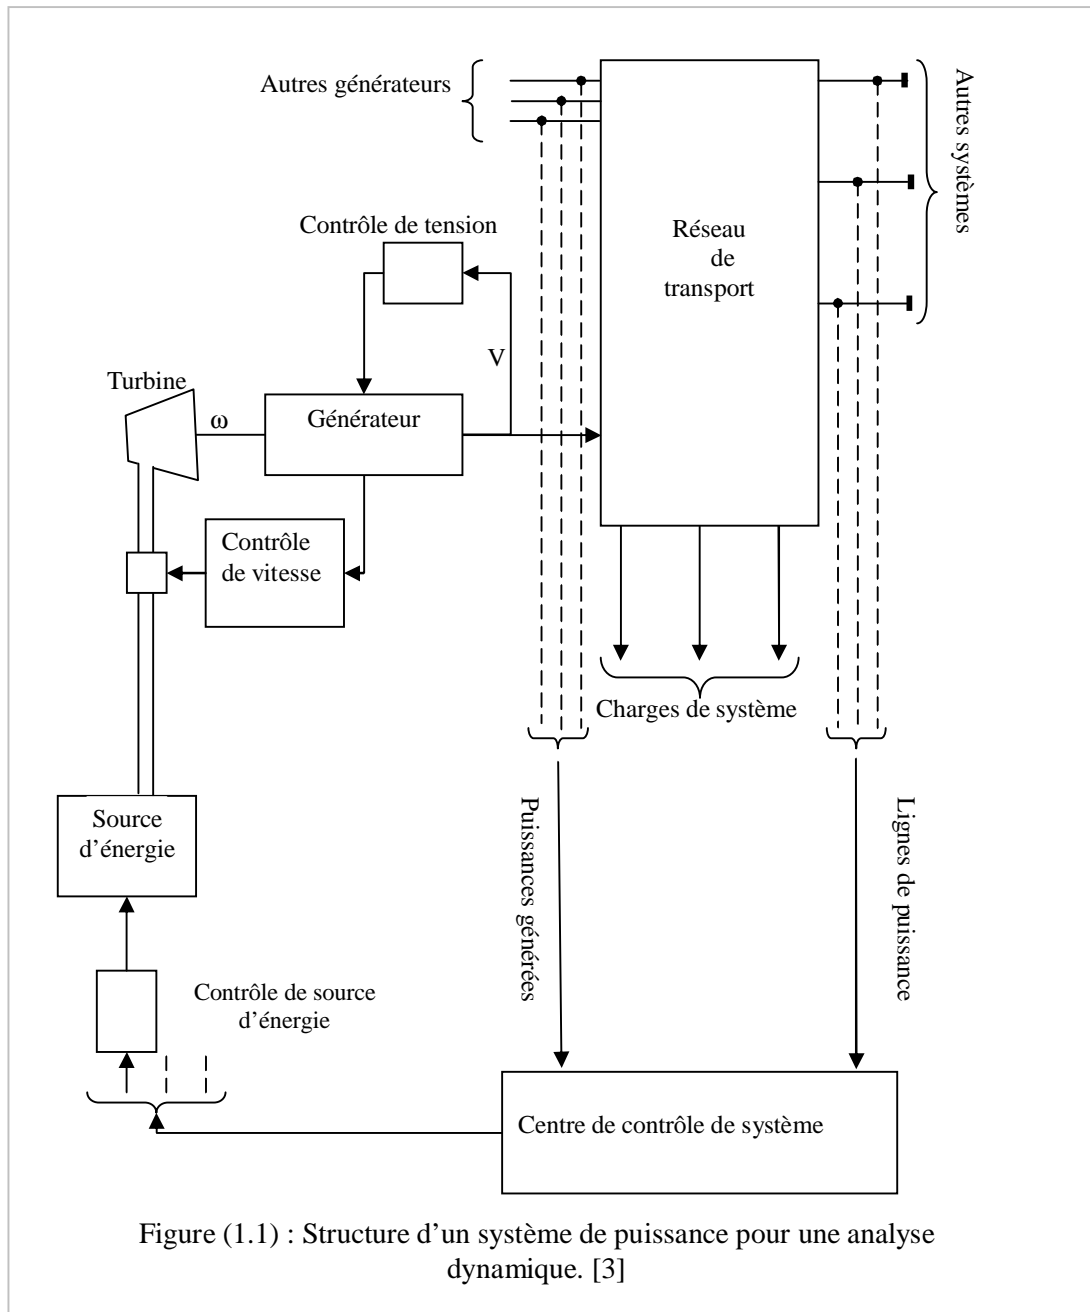 Autres générateurs
Autres systèmes
Contrôle de tension
Réseau
de
transport
V
Turbine
ω
Générateur
Contrôle
de vitesse
Charges de système
Source
d’énergie
Puissances générées
Lignes de puissance
Contrôle de source
d’énergie
Centre de contrôle de système
Figure (1.1) : Structure d’un système de puissance pour une analyse
dynamique. [3]